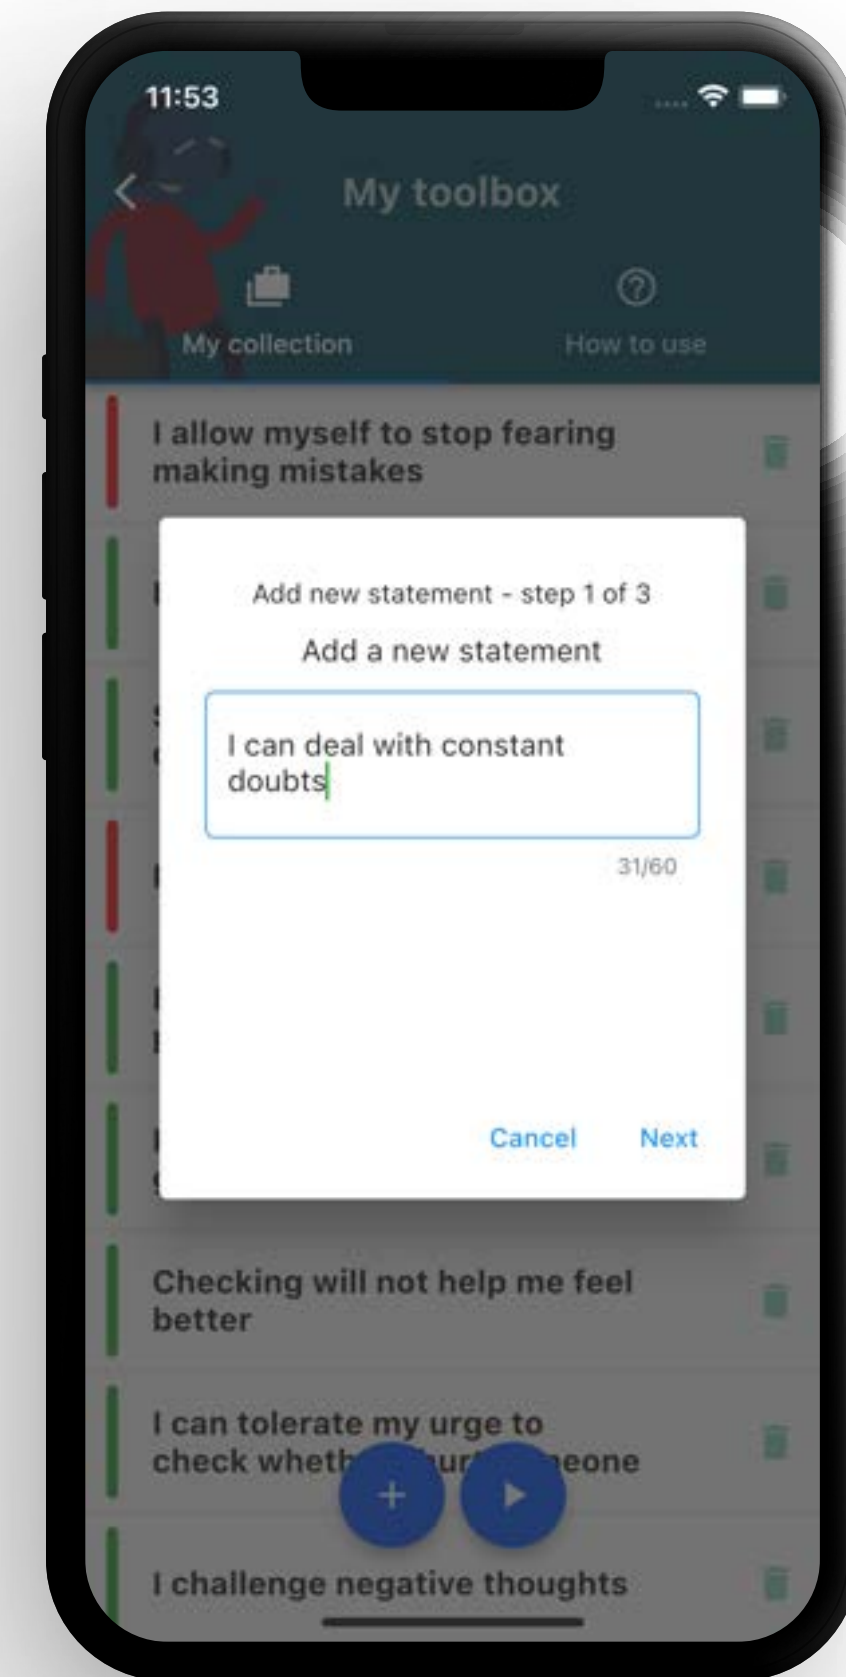 11:53
My toolbox
My collection
How to use
I allow myself to stop fearing
making mistakes
Add new statement - step 1 of 3
Add a new statement
I can deal with constant
doubts
31/60
Cancel
Next
Checking will not help me feel
better
I can tolerate my urge to
check
I challenge negative thoughts